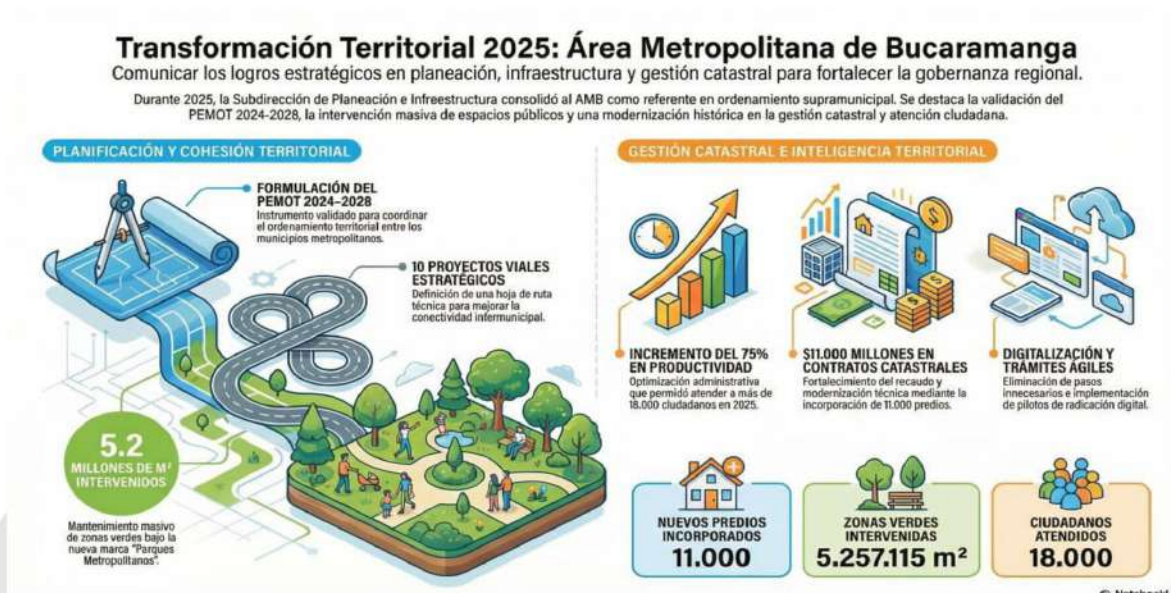 Transformación Territorial 2025: Área Metropolitana de Bucaramanga
Comunicar los logros estratégicos en planeación, infraestructura y gestión catastral para fortalecer la gobernanza regional.
Durante 2025, la Subdirección de Planeación e Infreestructura consolidó al AMB como referente en ordenamiento supramunicipal. Se destaca la validación del
PEMOT 2024-2028, la intervención masiva de espacios públicos y una modernización histórica en la gestión catastral y atención ciudadana.
PLANIFICACIÓN Y COHESIÓN TERRITORIAL
FORMULACIÓN DEL
PEMOT 2024–2028
Instrumento validado para coordinar
el ordenamiento territorial entre los
municipios metropolitanos.
10 PROYECTOS VIALES
ESTRATÉGICOS
Definición de una hoja de ruta
técnica para mejorar la
conectividad intermunicipal.
5.2
MILLONES DE M²
INTERVENIDOS
Mantenimiento masivo
de zonas verdes bajo la
nueva marca "Parques
Metropolitanos".
GESTIÓN CATASTRAL E INTELIGENCIA TERRITORIAL
INCREMENTO DEL 75%
EN PRODUCTIVIDAD
Optimización administrativa
que permitió atender a más de
18.000 ciudadanos en 2025.
$11.000 MILLONES EN
CONTRATOS CATASTRALES
Fortalecimiento del recaudo y
modernización técnica mediante la
incorporación de 11.000 predios.
DIGITALIZACIÓN Y
TRÁMITES ÁGILES
Eliminación de pasos
innecesarios e implementación
de pilotos de radicación digital.
NUEVOS PREDIOS
INCORPORADOS
11.000
ZONAS VERDES
INTERVENIDAS
5.257.115 m²
CIUDADANOS
ATENDIDOS
18.000